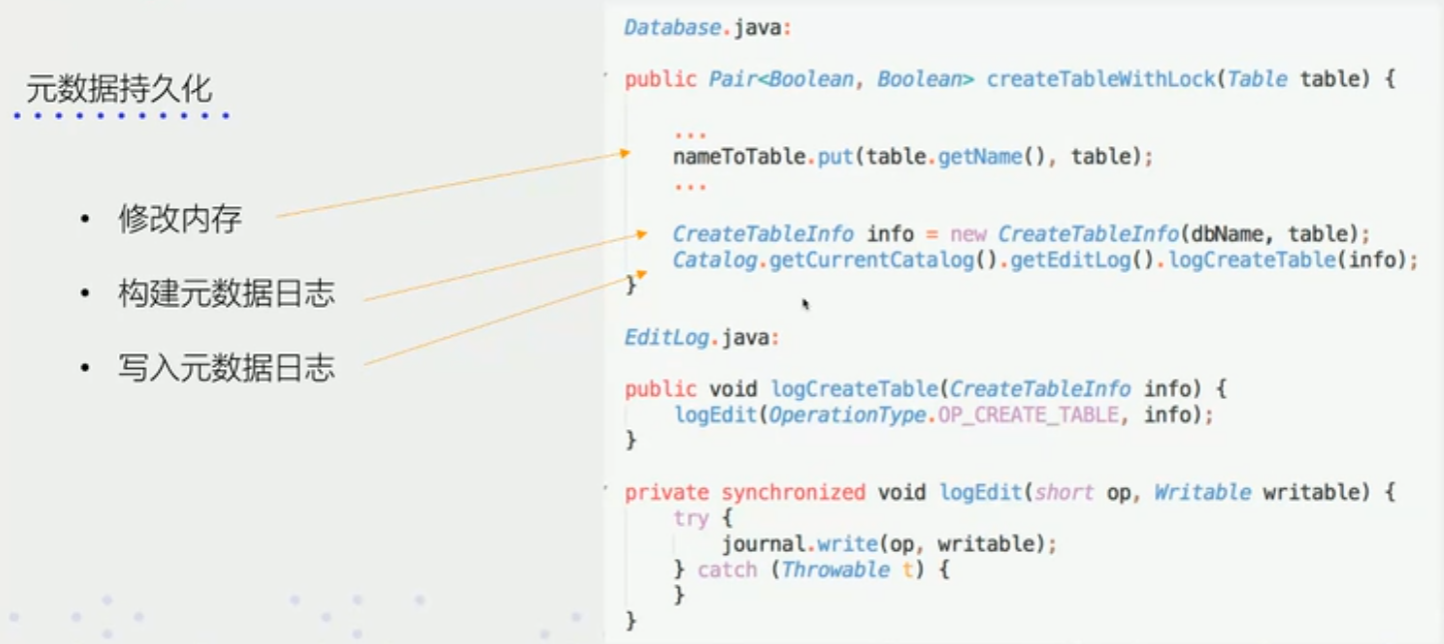 元数据持久化
• 修改内存
• 构建元数据日志
• 写入元数据日志
Database.java:
public Pair<Boolean, Boolean> createTableWithLock(Table table) {
...
nameToTable.put(table.getName(), table);
...
CreateTableInfo info = new CreateTableInfo(dbName, table);
Catalog.getCurrentCatalog().getEditLog().logCreateTable(info);
}
EditLog.java:
public void logCreateTable(CreateTableInfo info) {
logEdit(OperationType.OP_CREATE_TABLE, info);
}
private synchronized void logEdit(short op, Writable writable) {
try {
journal.write(op, writable);
} catch (Throwable t) {
}
}